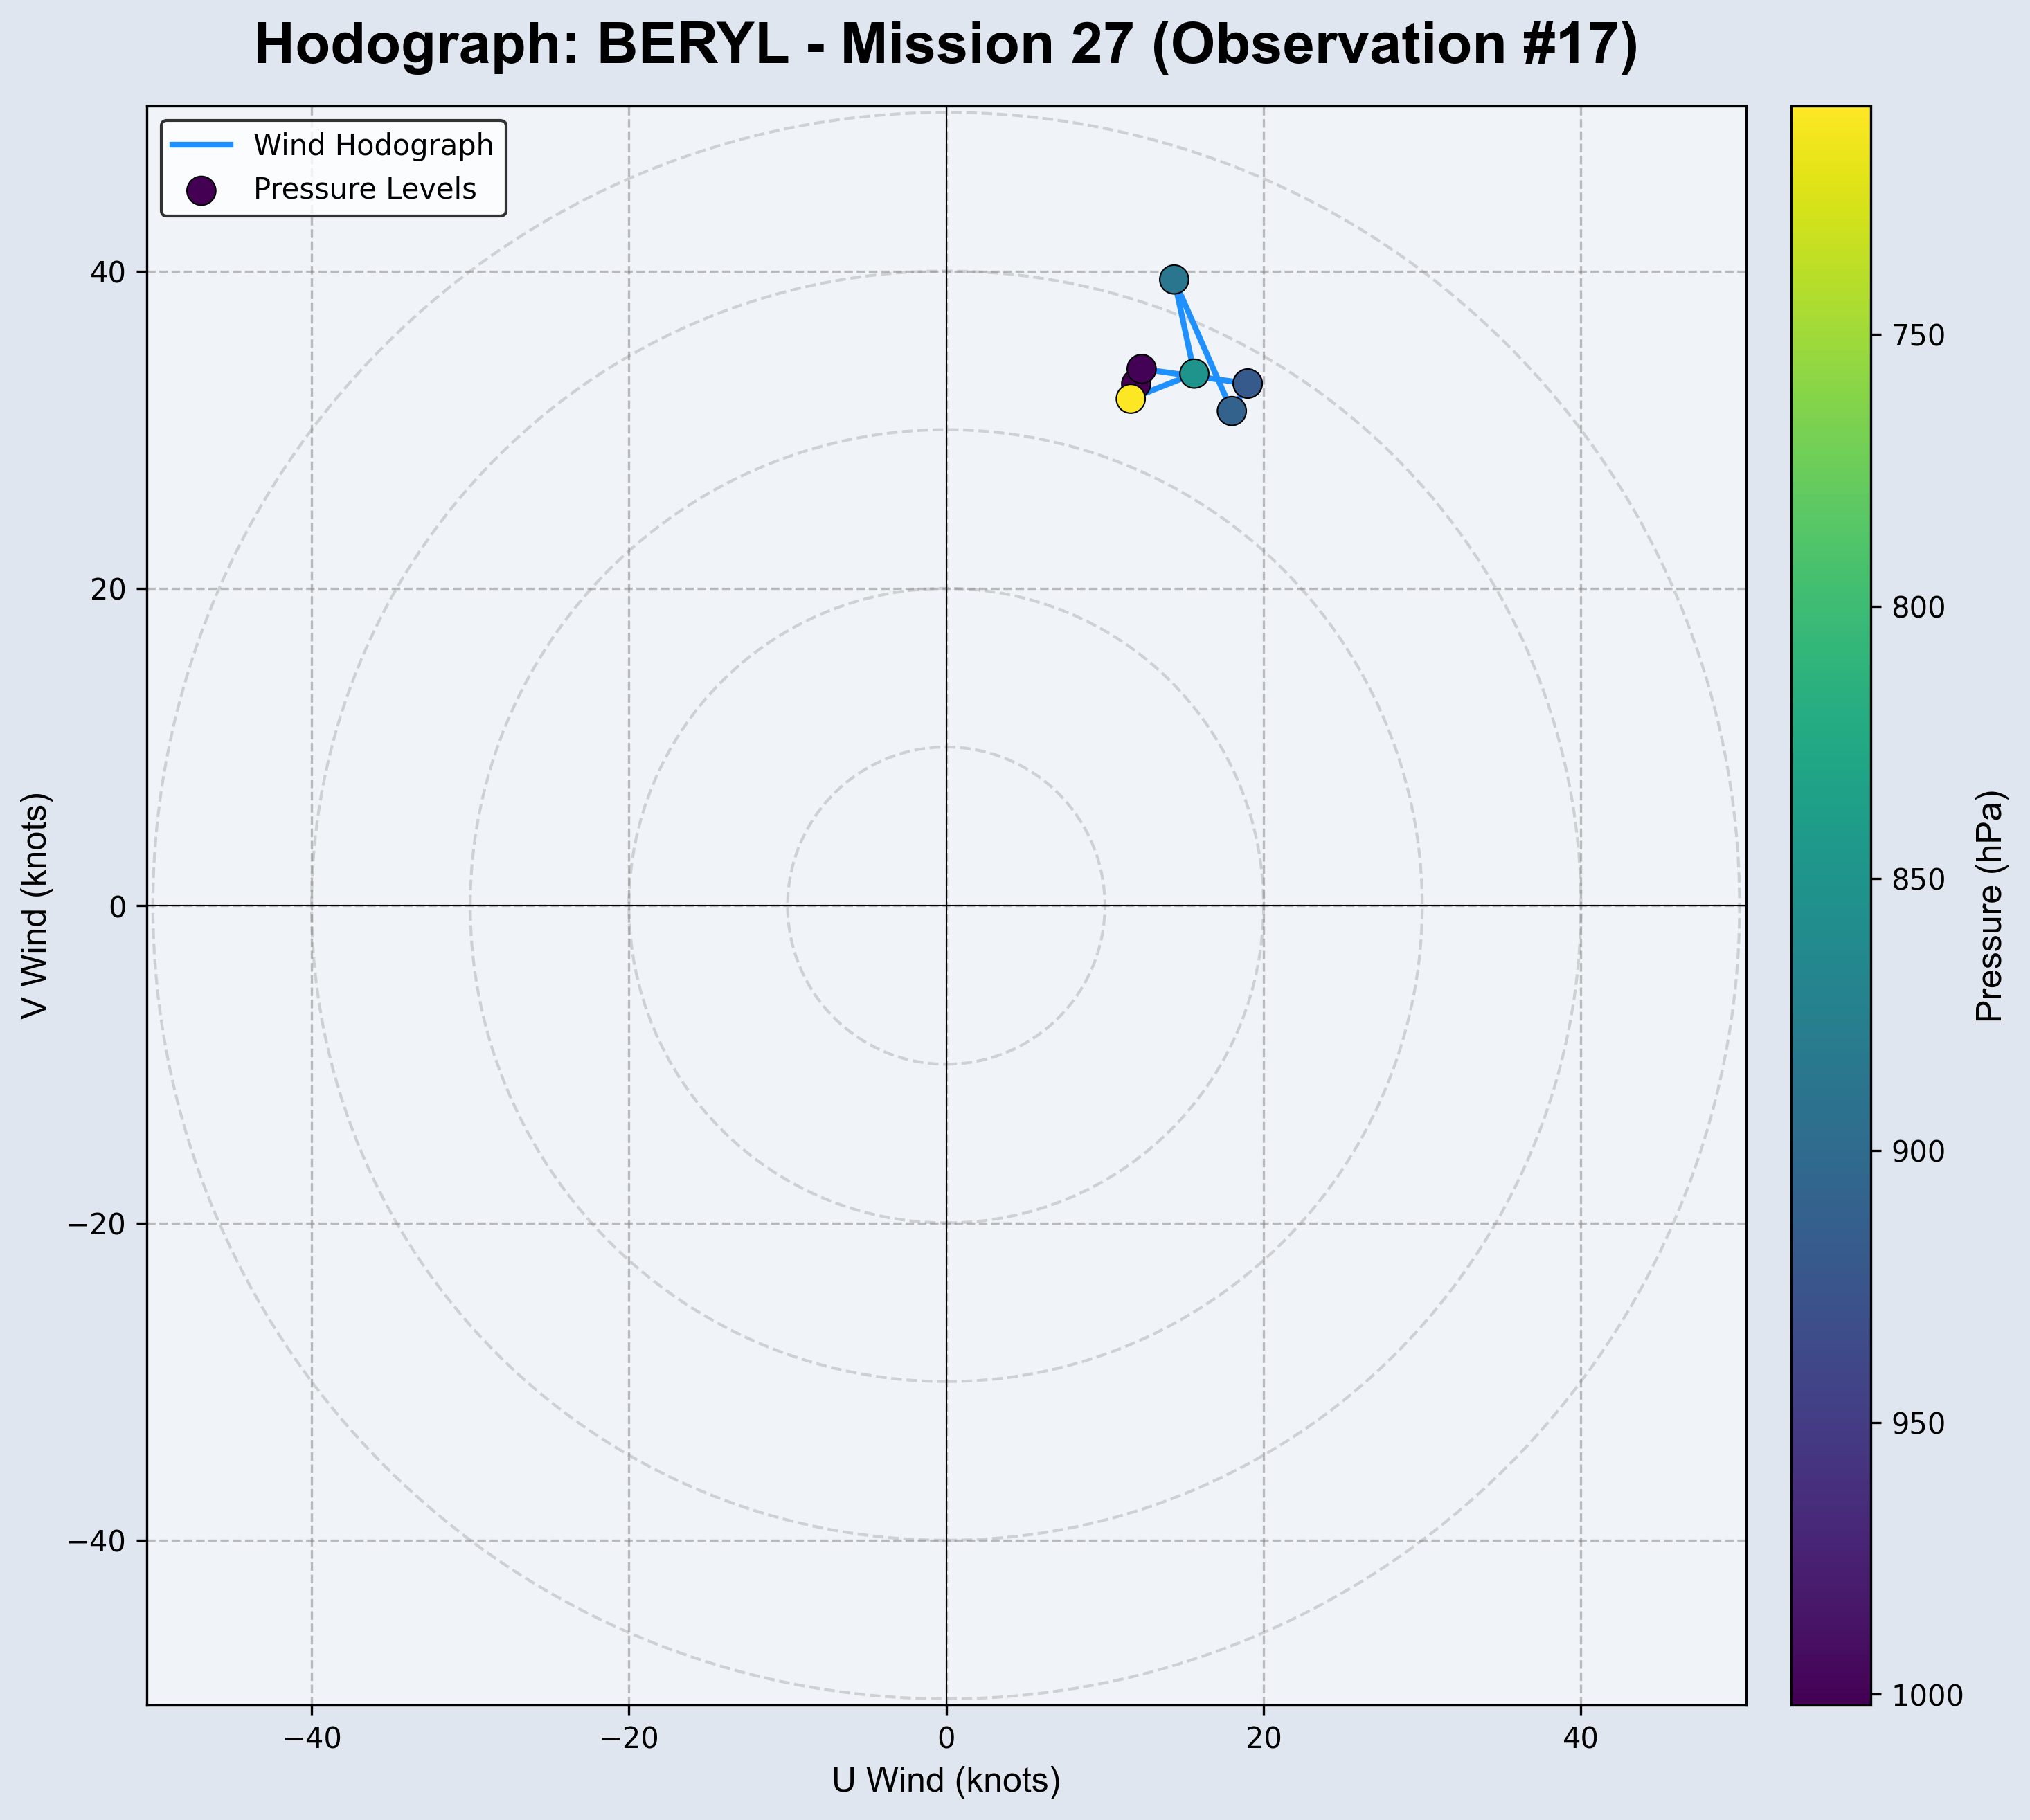 Hodograph: BERYL - Mission 27 (Observation #17)
Wind Hodograph
Pressure Levels
40
20
0
−20
−40
V Wind (knots)
−40
−20
0
20
40
U Wind (knots)
750
800
850
900
950
1000
Pressure (hPa)